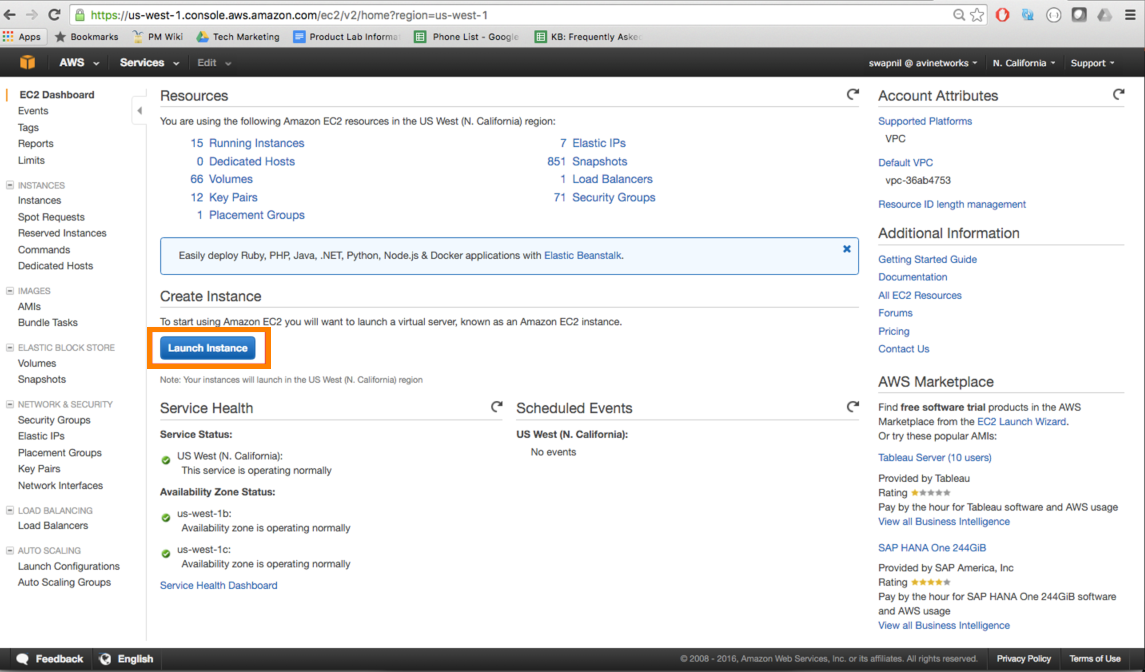 https://us-west-1.console.aws.amazon.com/ec2/v2/home?region=us-west-1
Apps Bookmarks PM Wiki Tech Marketing Product Lab Informa Phone List - Google KB: Frequently Aske
AWS Services Edit swapnil @ avinetworks N. California Support
EC2 Dashboard
Events
Tags
Reports
Limits
INSTANCES
Instances
Spot Requests
Reserved Instances
Commands
Dedicated Hosts
IMAGES
AMIs
Bundle Tasks
ELASTIC BLOCK STORE
Volumes
Snapshots
NETWORK & SECURITY
Security Groups
Elastic IPs
Placement Groups
Key Pairs
Network Interfaces
LOAD BALANCING
Load Balancers
AUTO SCALING
Launch Configurations
Auto Scaling Groups
Resources
You are using the following Amazon EC2 resources in the US West (N. California) region:
15 Running Instances
0 Dedicated Hosts
66 Volumes
12 Key Pairs
1 Placement Groups
7 Elastic IPs
851 Snapshots
1 Load Balancers
71 Security Groups
Easily deploy Ruby, PHP, Java, .NET, Python, Node.js & Docker applications with Elastic Beanstalk.
Create Instance
To start using Amazon EC2 you will want to launch a virtual server, known as an Amazon EC2 instance.
Launch Instance
Note: Your instances will launch in the US West (N. California) region
Service Health
Service Status:
US West (N. California):
This service is operating normally
Availability Zone Status:
us-west-1b:
Availability zone is operating normally
us-west-1c:
Availability zone is operating normally
Service Health Dashboard
Scheduled Events
US West (N. California):
No events
Account Attributes
Supported Platforms
VPC
Default VPC
vpc-36ab4753
Resource ID length management
Additional Information
Getting Started Guide
Documentation
All EC2 Resources
Forums
Pricing
Contact Us
AWS Marketplace
Find free software trial products in the AWS
Marketplace from the EC2 Launch Wizard.
Or try these popular AMIs:
Tableau Server (10 users)
Provided by Tableau
Rating
Pay by the hour for Tableau software and AWS usage
View all Business Intelligence
SAP HANA One 244GiB
Provided by SAP America, Inc
Rating
Pay by the hour for SAP HANA One 244GiB software
and AWS usage
View all Business Intelligence
Feedback English © 2008 - 2016, Amazon Web Services, Inc. or its affiliates. All rights reserved. Privacy Policy Terms of Use